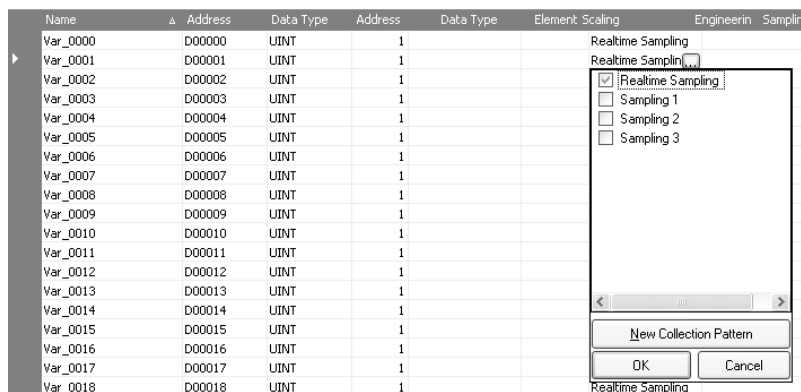 Name Address Data Type Address Data Type Element Scaling Engineerin Samplin
Var_0000 D00000 UINT 1 Realtime Sampling
Var_0001 D00001 UINT 1 Realtime Samplin ...
Var_0002 D00002 UINT 1 Realtime Sampling
Var_0003 D00003 UINT 1 Sampling 1
Var_0004 D00004 UINT 1 Sampling 2
Var_0005 D00005 UINT 1 Sampling 3
Var_0006 D00006 UINT 1
Var_0007 D00007 UINT 1
Var_0008 D00008 UINT 1
Var_0009 D00009 UINT 1
Var_0010 D00010 UINT 1
Var_0011 D00011 UINT 1
Var_0012 D00012 UINT 1
Var_0013 D00013 UINT 1
Var_0014 D00014 UINT 1
Var_0015 D00015 UINT 1
Var_0016 D00016 UINT 1 New Collection Pattern
Var_0017 D00017 UINT 1 OK Cancel
Var_0018 D00018 UINT 1 Realtime Sampling